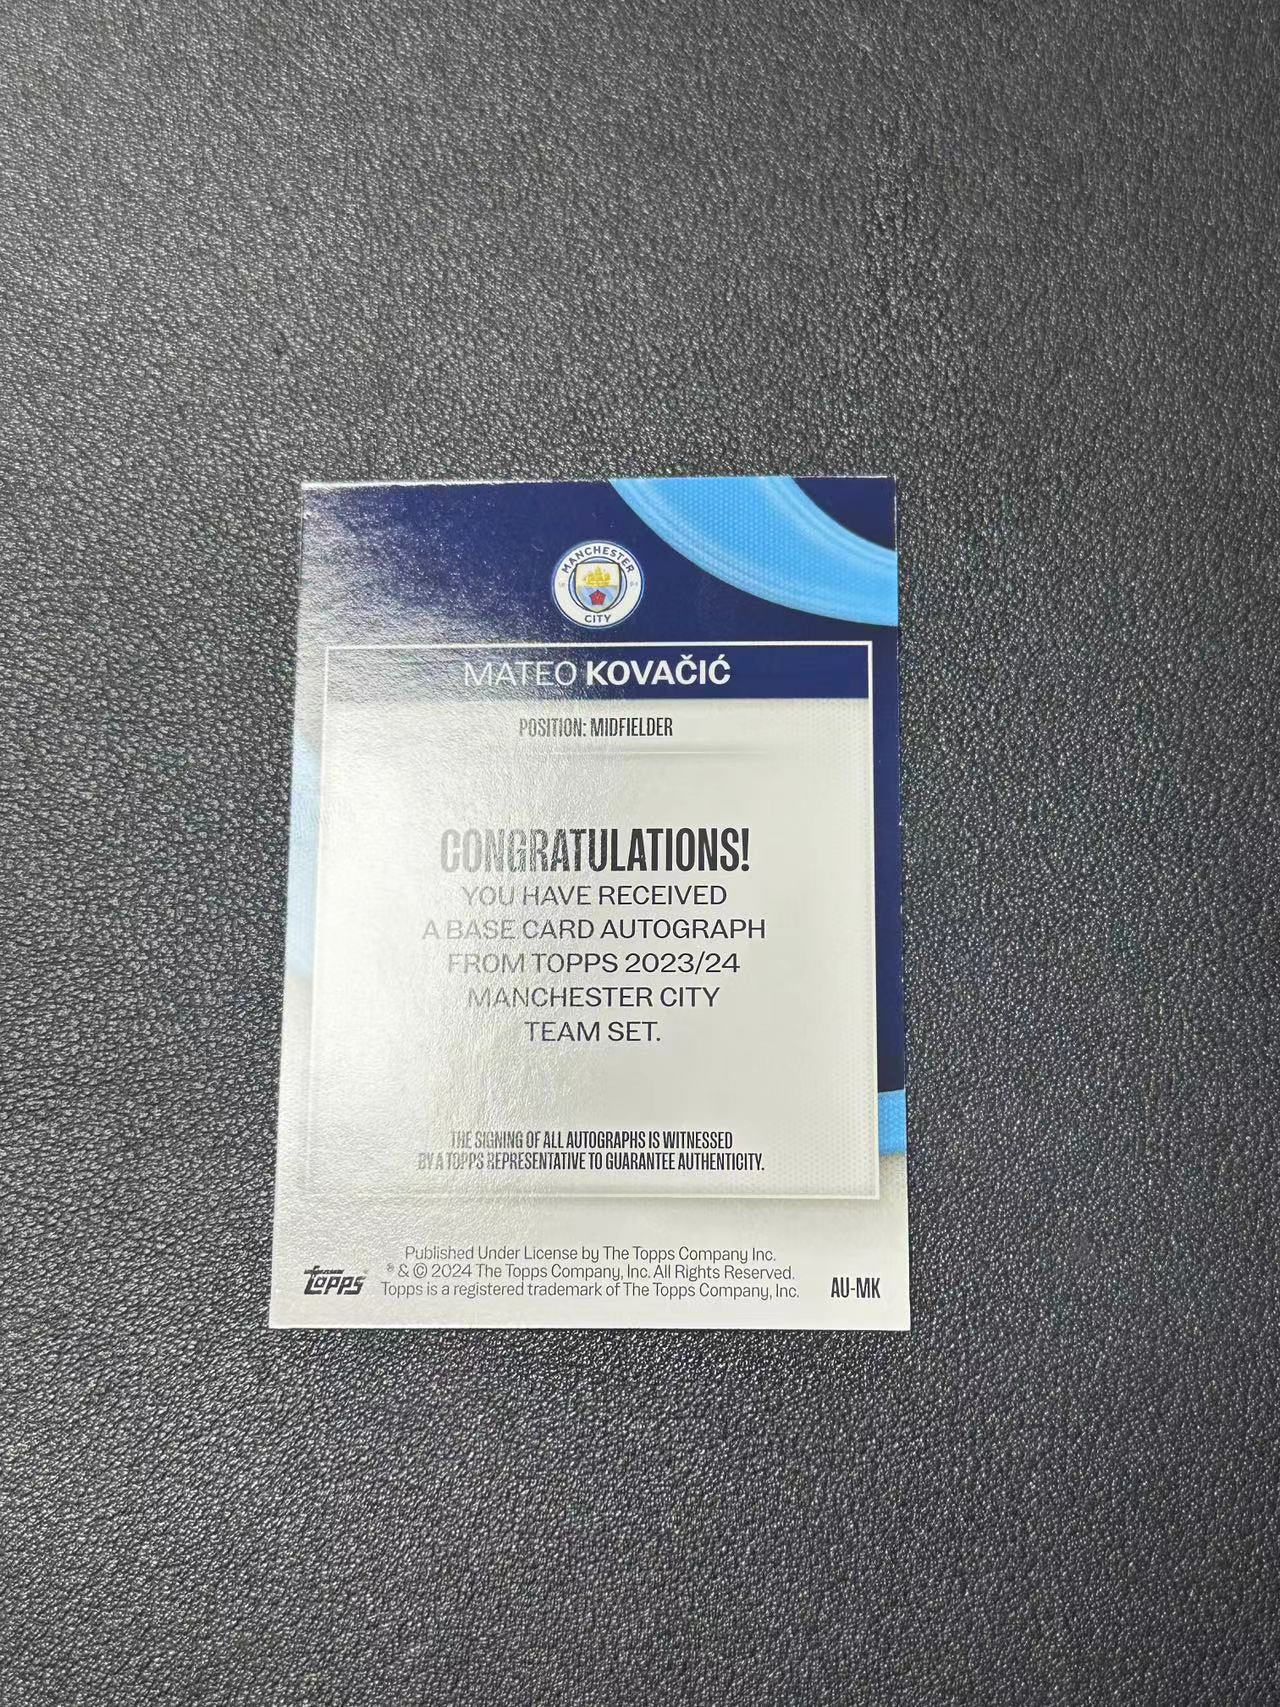 MANCHESTER
18 94
CITY
MATEO KOVAČIĆ
POSITION: MIDFIELDER
CONGRATULATIONS!
YOU HAVE RECEIVED
A BASE CARD AUTOGRAPH
FROM TOPPS 2023/24
MANCHESTER CITY
TEAM SET.
THE SIGNING OF ALL AUTOGRAPHS IS WITNESSED
BY A TOPPS REPRESENTATIVE TO GUARANTEE AUTHENTICITY.
Published Under License by The Topps Company Inc.
® & © 2024 The Topps Company, Inc. All Rights Reserved.
Topps is a registered trademark of The Topps Company, Inc.
Topps®
AU-MK